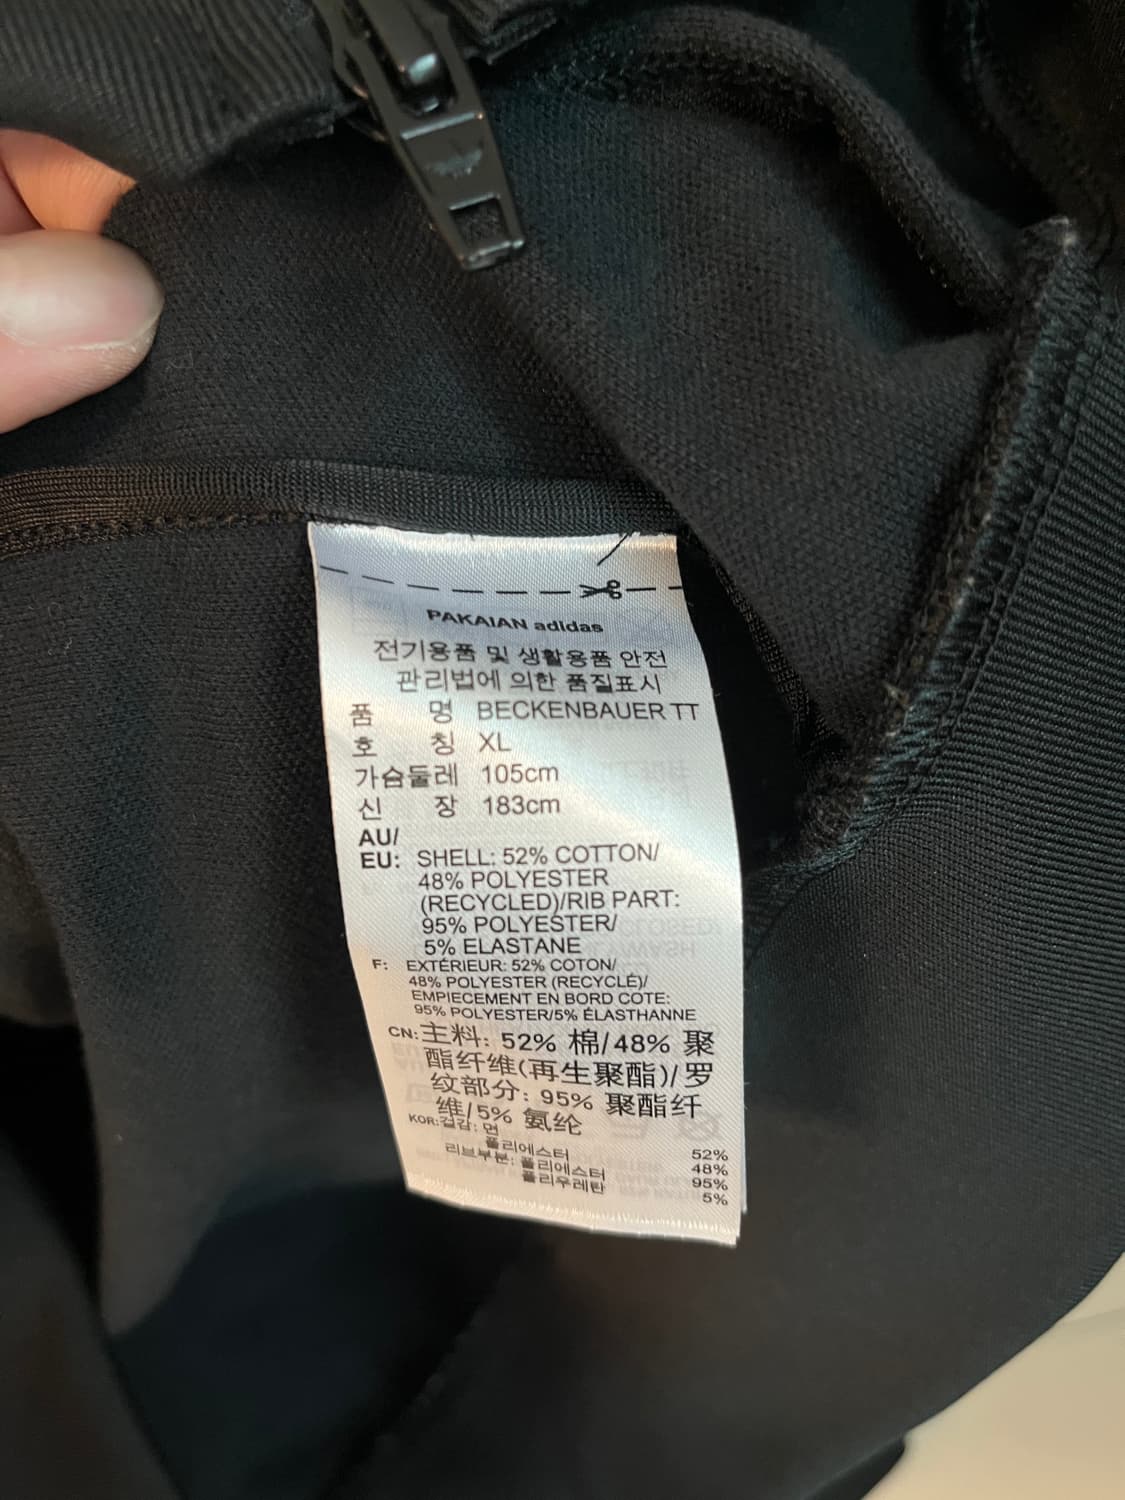 PAKAIAN adidas
전기용품 및 생활용품 안전
관리법에 의한 품질표시
품 명 BECKENBAUER TT
호 칭 XL
가슴둘레 105cm
신 장 183cm
AU/
EU: SHELL: 52% COTTON/
48% POLYESTER
(RECYCLED)/RIB PART:
95% POLYESTER/
5% ELASTANE
F: EXTÉRIEUR: 52% COTON/
48% POLYESTER (RECYCLÉ)/
EMPIECEMENT EN BORD COTE:
95% POLYESTER/5% ÉLASTHANNE
CN: 主料: 52% 棉/48% 聚
酯纤维(再生聚酯)/罗
纹部分: 95% 聚酯纤
维/5% 氨纶
KOR: 겉감: 면 52%
폴리에스터 48%
리브부분: 폴리에스터 95%
폴리우레탄 5%